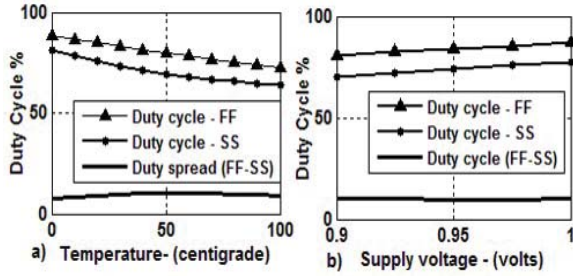 100
50
0
Duty Cycle %
Duty cycle - FF
Duty cycle - SS
Duty spread (FF-SS)
0 50 100
a) Temperature- (centigrade)
100
50
0
Duty Cycle %
Duty cycle - FF
Duty cycle - SS
Duty cycle (FF-SS)
0.9 0.95 1
b) Supply voltage - (volts)